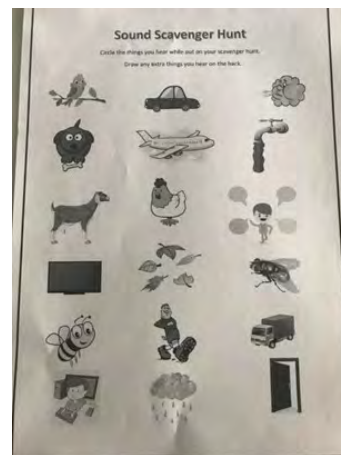 Sound Scavenger Hunt
Circle the things you hear while out on your scavenger hunt.
Draw any extra things you hear on the back.